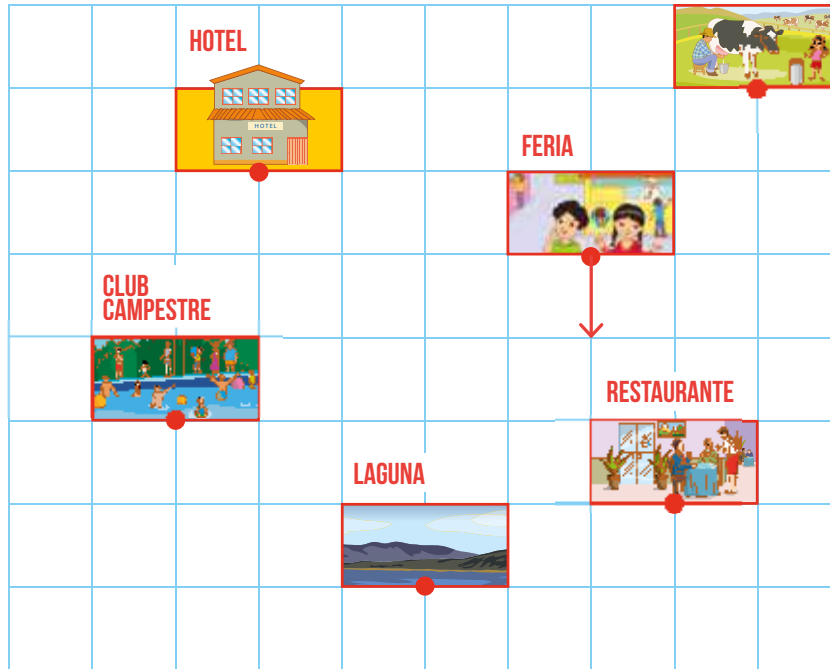 HOTEL
HOTEL
FERIA
CLUB
CAMPESTRE
RESTAURANTE
LAGUNA